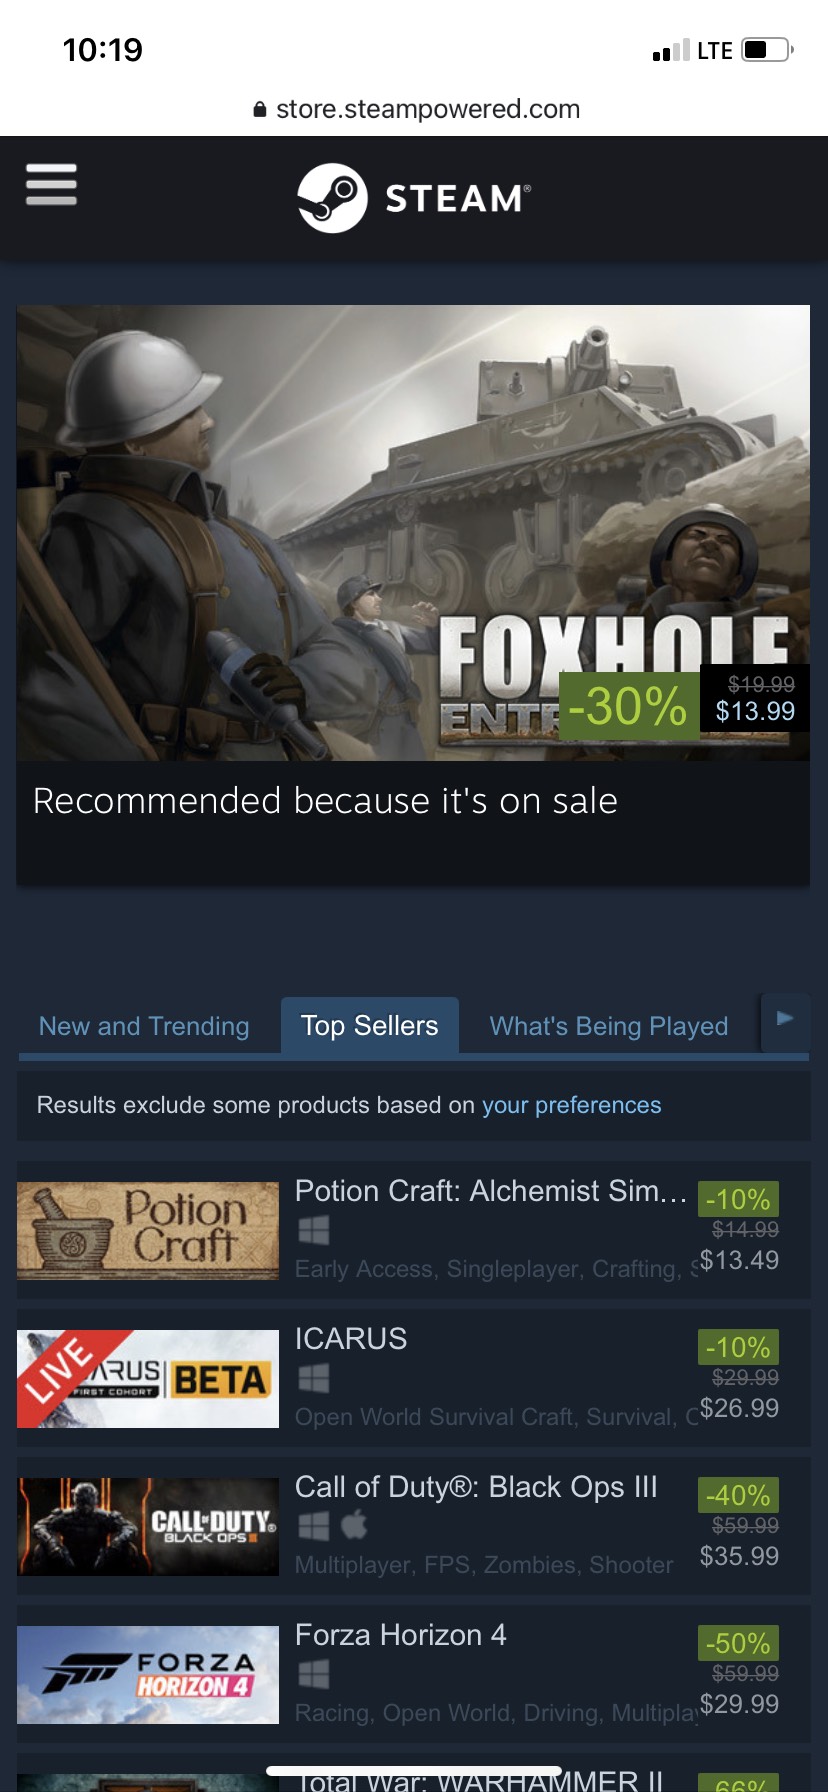 10:19
LTE
store.steampowered.com
STEAM®
FOXHOLE
-30%
$19.99
$13.99
Recommended because it's on sale
New and Trending
Top Sellers
What's Being Played
Results exclude some products based on your preferences
Potion Craft
Potion Craft: Alchemist Sim...
-10%
$14.99
$13.49
Early Access, Singleplayer, Crafting, S
LIVE
ARUS
FIRST COHORT
BETA
ICARUS
-10%
$29.99
$26.99
Open World Survival Craft, Survival, C
CALL OF DUTY®
BLACK OPS III
Call of Duty®: Black Ops III
-40%
$59.99
$35.99
Multiplayer, FPS, Zombies, Shooter
FORZA
HORIZON 4
Forza Horizon 4
-50%
$59.99
$29.99
Racing, Open World, Driving, Multiplay
Total War: WARHAMMER II
-66%